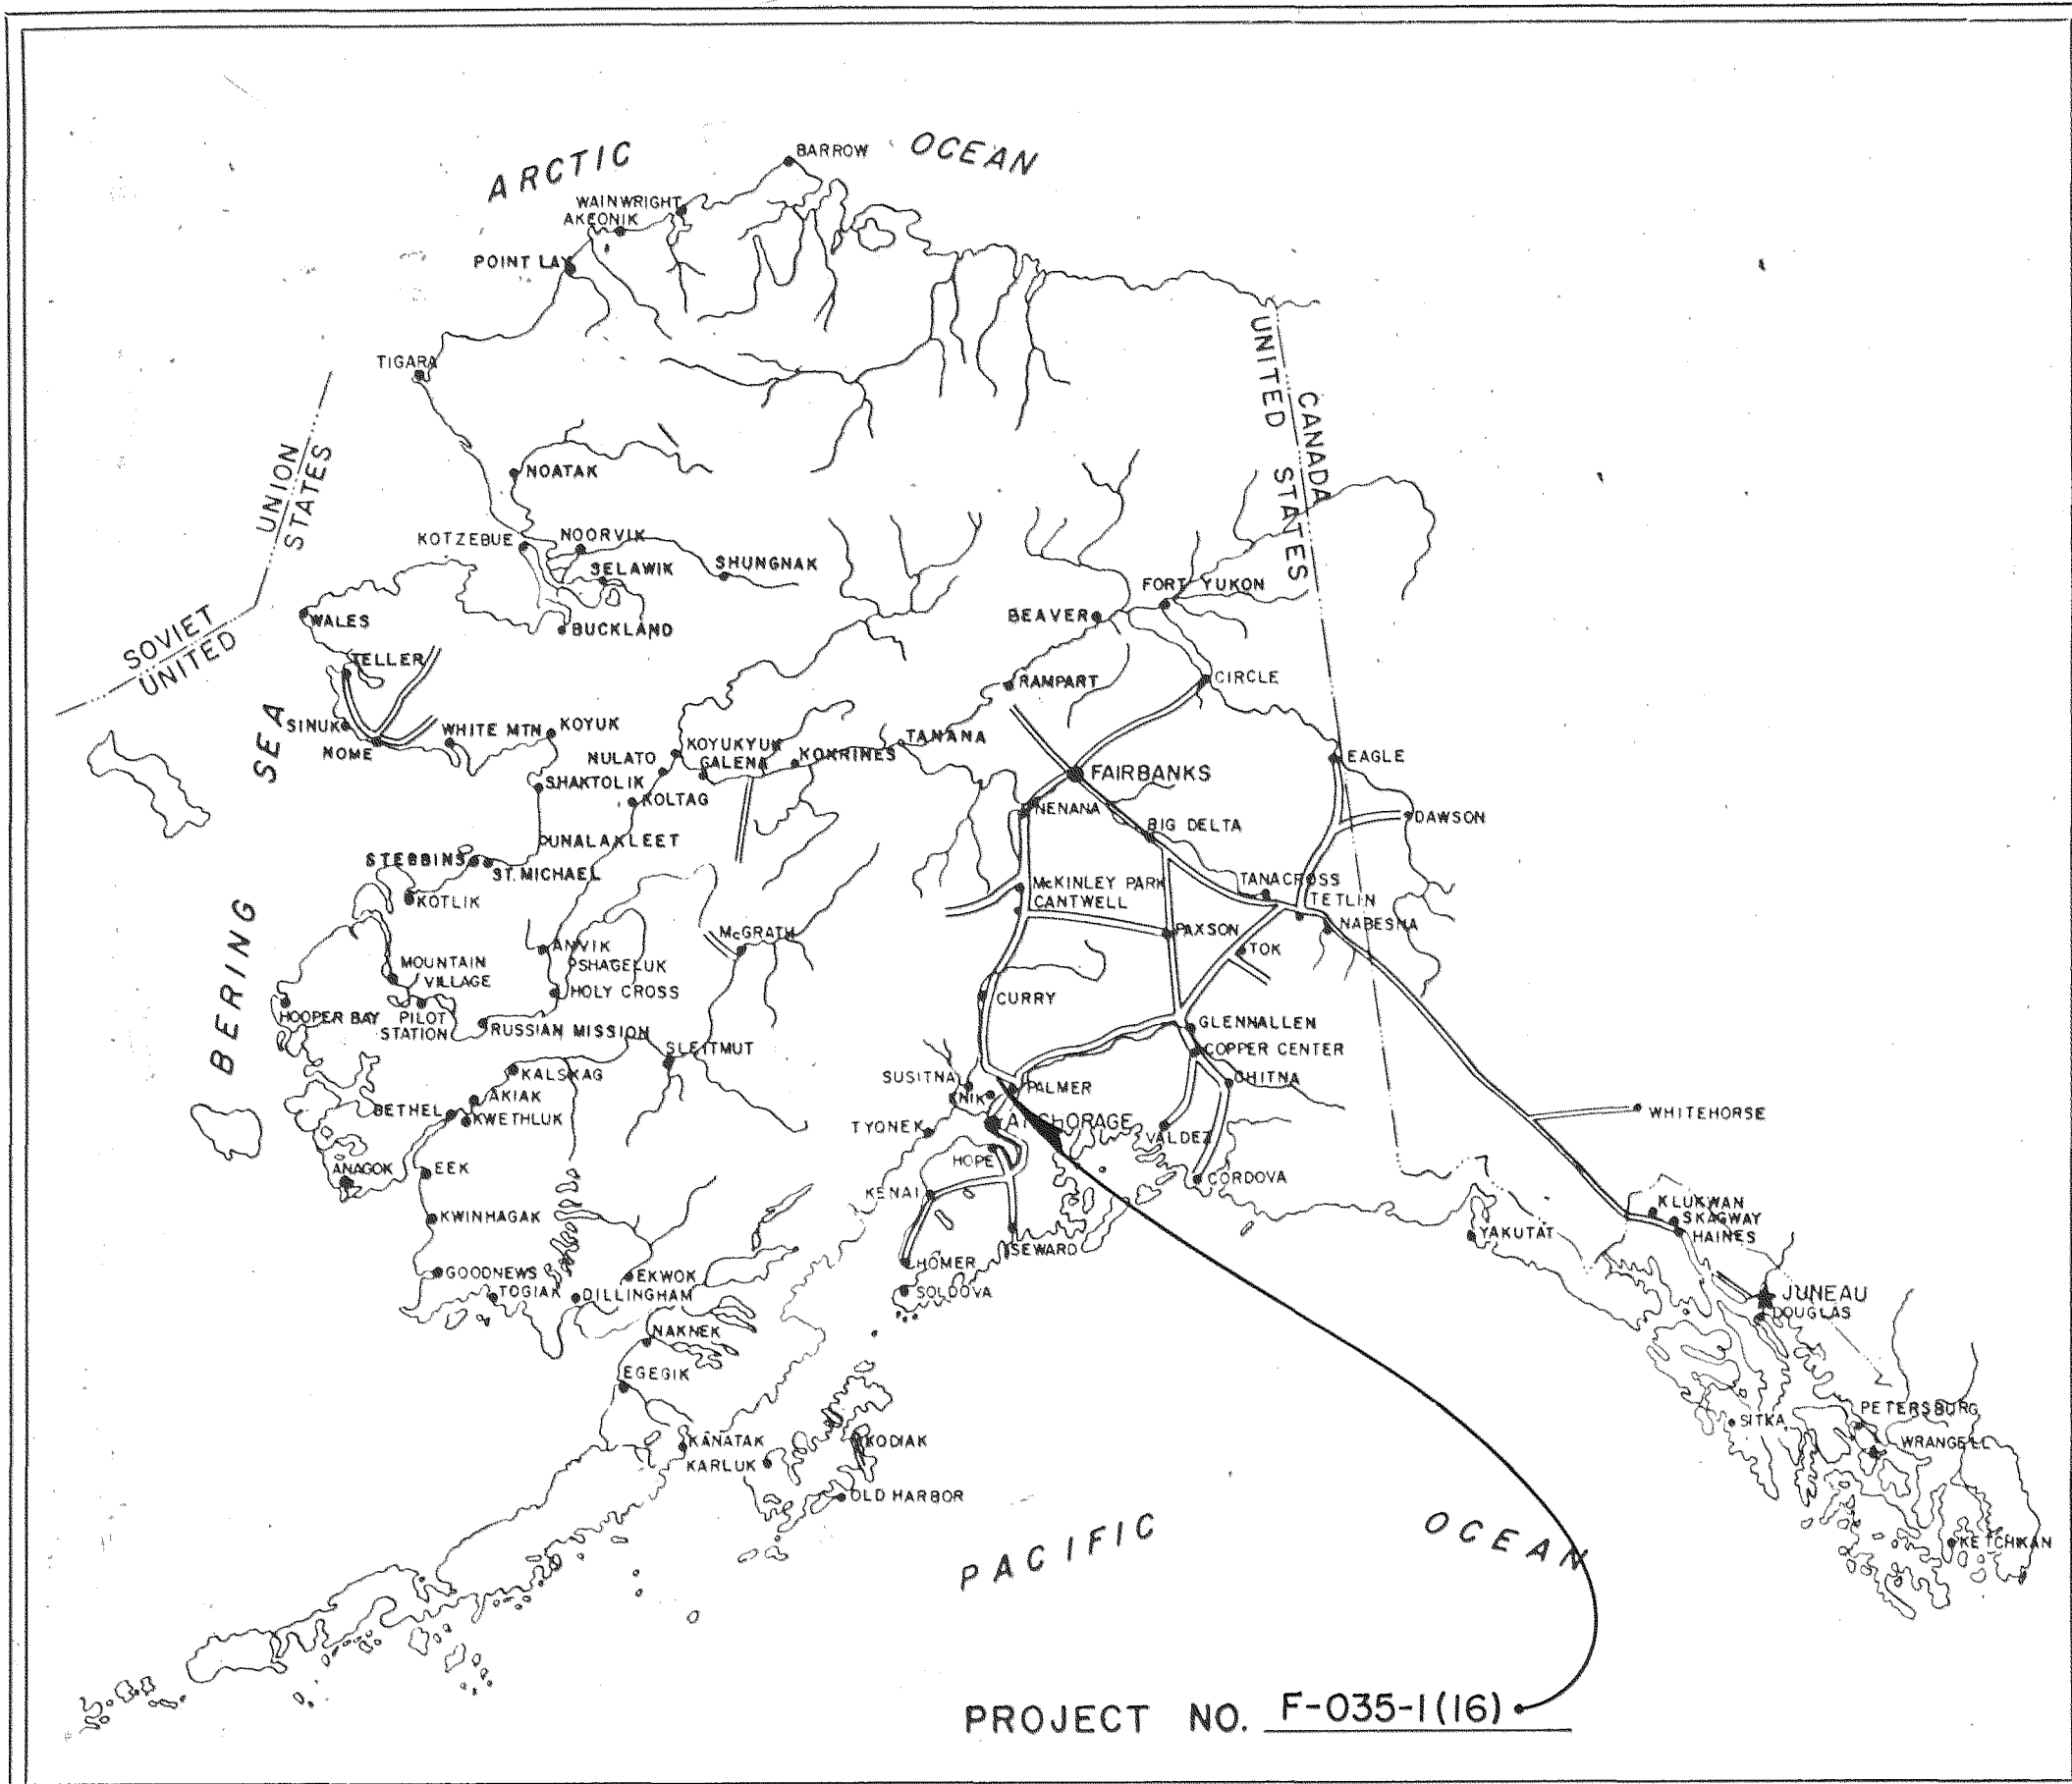 ARCTIC OCEAN
BARROW
WAINWRIGHT
AKEONIK
POINT LAY
TIGARA
UNITED STATES
CANADA
UNION
STATES
SOVIET
UNITED
NOATAK
KOTZEBUE
NOORVIK
SELAWIK
SHUNGNAK
BUCKLAND
WALES
TELLER
SINUK
NOME
WHITE MTN
KOYUK
FORT YUKON
BEAVER
RAMPART
CIRCLE
TANANA
KOKRINES
KOYUKYUK
GALENA
NULATO
KOLTAG
SHAKTOLIK
UNALAKLEET
STEBBINS
ST. MICHAEL
KOTLIK
BERING SEA
FAIRBANKS
NENANA
BIG DELTA
EAGLE
DAWSON
McKINLEY PARK
CANTWELL
TANACROSS
TETLIN
NABESNA
PAXSON
TOK
McGRATH
ANVIK
SHAGELUK
HOLY CROSS
MOUNTAIN
VILLAGE
HOOPER BAY
PILOT
STATION
RUSSIAN MISSION
SLEITMUT
KALSKAG
AKIAK
BETHEL
KWETHLUK
ANAGOK
EEK
KWINHAGAK
GOODNEWS
TOGIAK
EKWOK
DILLINGHAM
NAKNEK
EGEGIK
CURRY
GLENNALLEN
COPPER CENTER
CHITNA
SUSITNA
PALMER
KNIK
ANCHORAGE
TYONEK
HOPE
VALDEZ
CORDOVA
KENAI
SEWARD
HOMER
SOLDOVA
WHITEHORSE
KLUKWAN
SKAGWAY
HAINES
YAKUTAT
JUNEAU
DOUGLAS
SITKA
PETERSBURG
WRANGELL
KETCHIKAN
KANATAK
KARLUK
KODIAK
OLD HARBOR
PACIFIC OCEAN
PROJECT NO. F-035-1(16)